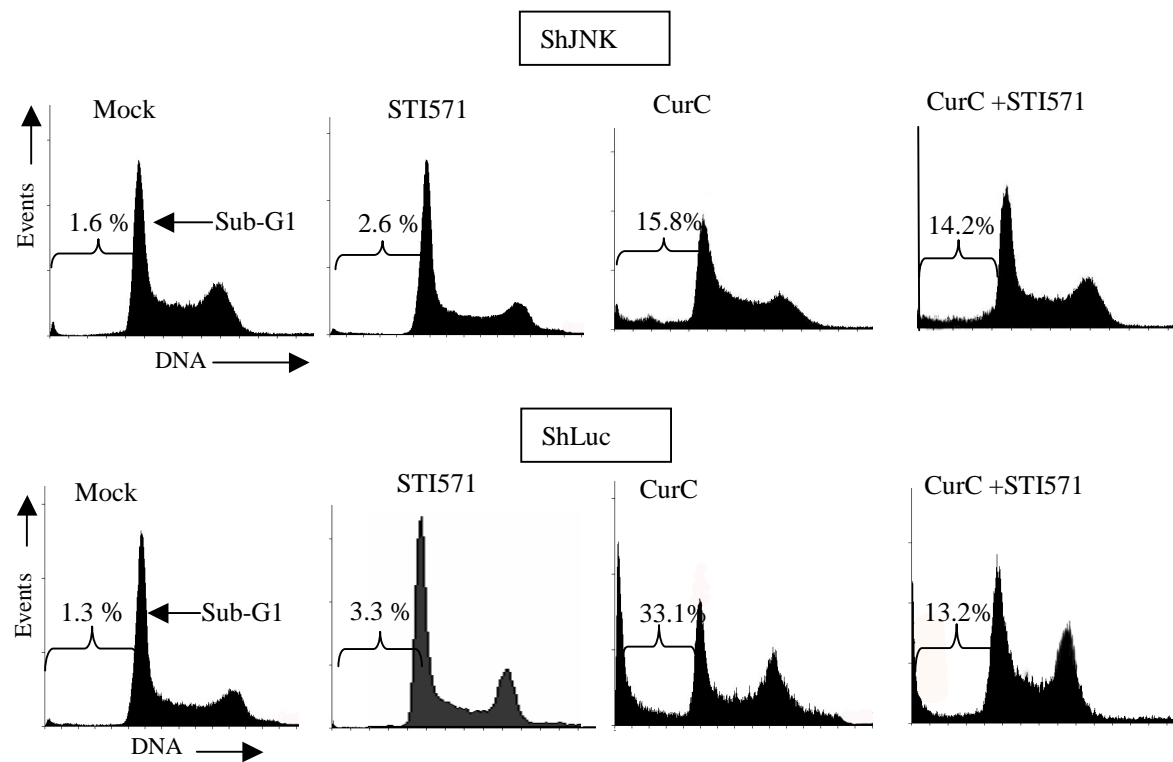 ShJNK
Mock
STI571
CurC
CurC +STI571
Events
1.6 %
Sub-G1
2.6 %
15.8%
14.2%
DNA
ShLuc
Mock
STI571
CurC
CurC +STI571
Events
1.3 %
Sub-G1
3.3 %
33.1%
13.2%
DNA